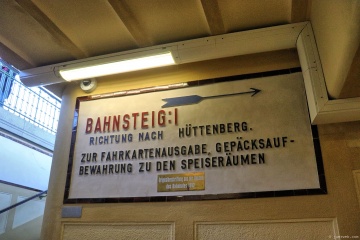 BAHNSTEIG:I
RICHTUNG NACH HÜTTENBERG.
ZUR FAHRKARTENAUSGABE, GEPÄCKSAUF-
BEWAHRUNG ZU DEN SPEISERÄUMEN